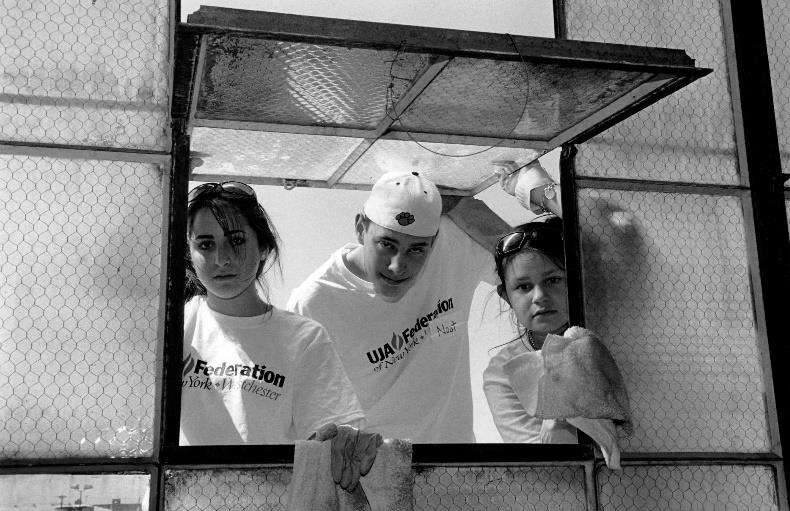 Federation
York • Westchester
UJA Federation
of New York